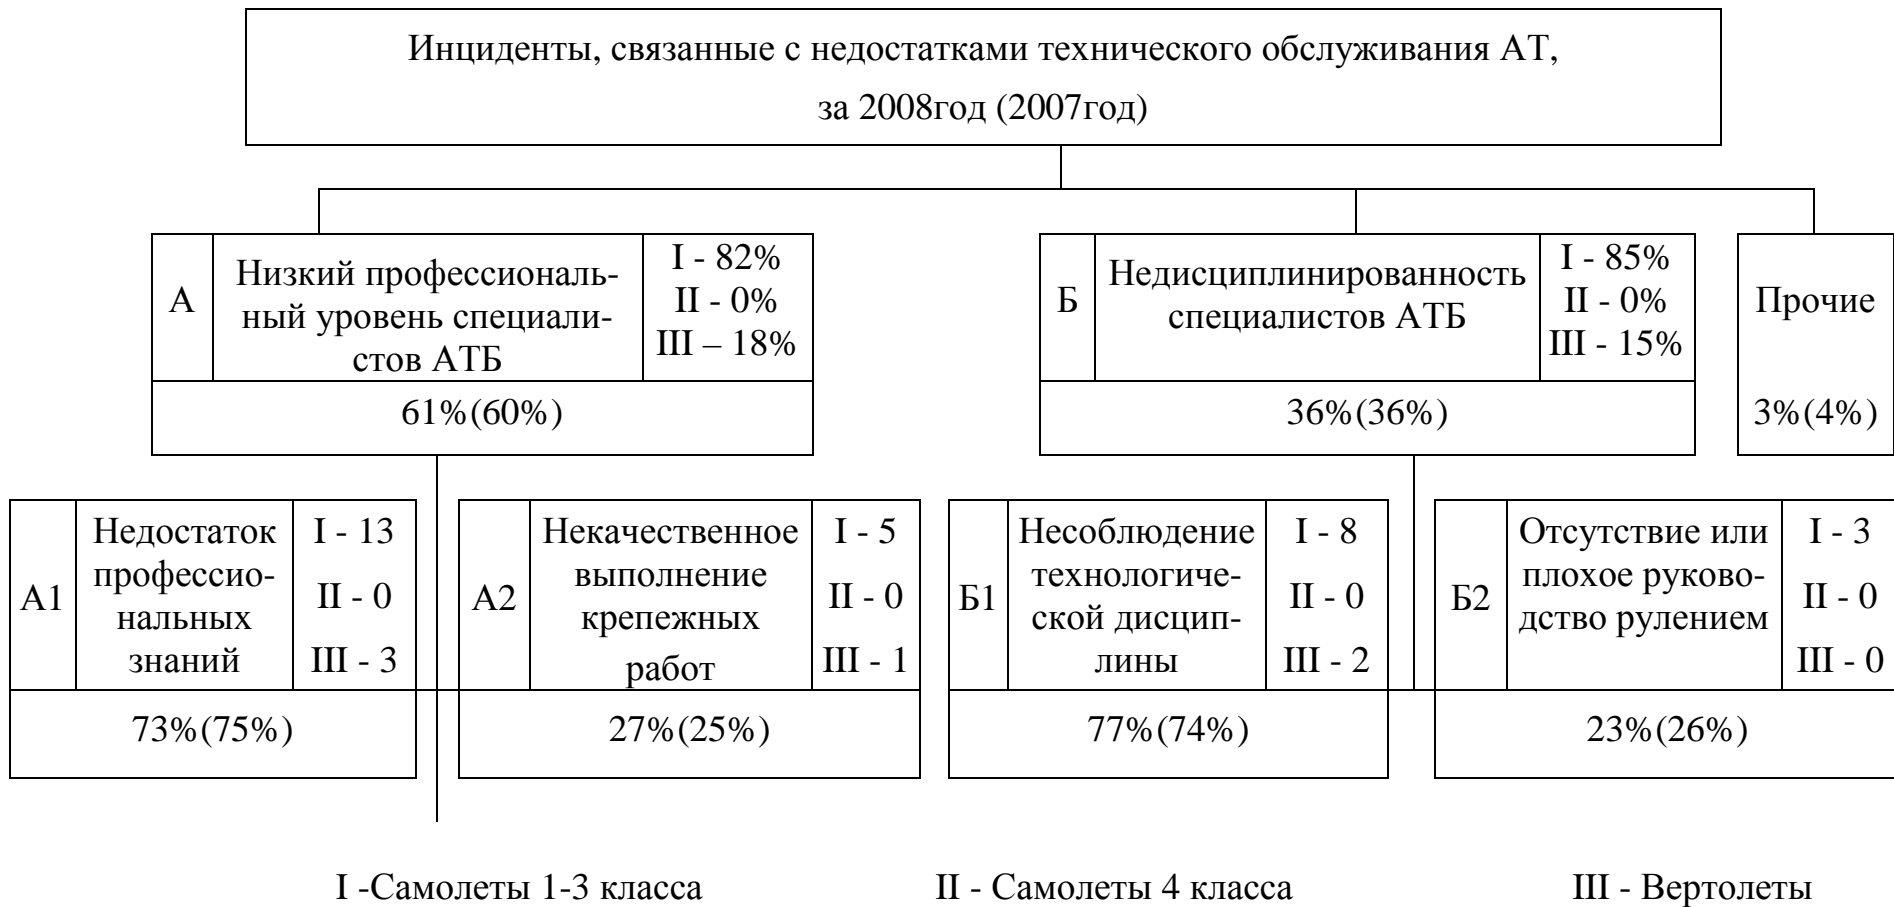 Инциденты, связанные с недостатками технического обслуживания АТ,
за 2008год (2007год)
А
Низкий профессиональ-
ный уровень специали-
стов АТБ
I - 82%
II - 0%
III – 18%
61%(60%)
Б
Недисциплинированность
специалистов АТБ
I - 85%
II - 0%
III - 15%
36%(36%)
Прочие
3%(4%)
А1
Недостаток
профессио-
нальных
знаний
I - 13
II - 0
III - 3
73%(75%)
А2
Некачественное
выполнение
крепежных
работ
I - 5
II - 0
III - 1
27%(25%)
Б1
Несоблюдение
технологиче-
ской дисцип-
лины
I - 8
II - 0
III - 2
77%(74%)
Б2
Отсутствие или
плохое руково-
дство рулением
I - 3
II - 0
III - 0
23%(26%)
I -Самолеты 1-3 класса
II - Самолеты 4 класса
III - Вертолеты